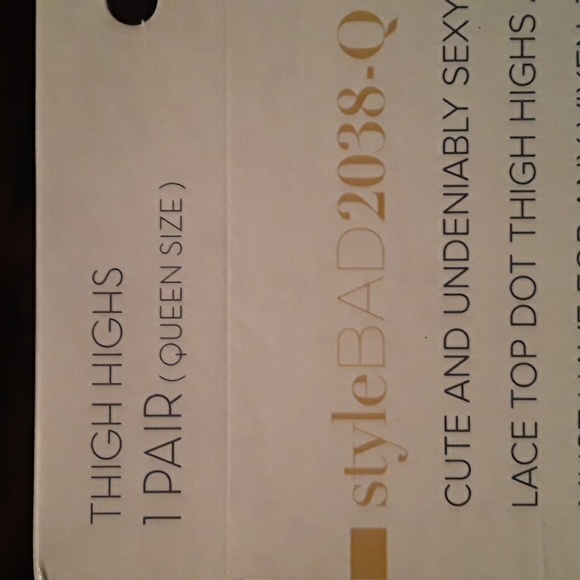 THIGH HIGHS
1 PAIR (QUEEN SIZE)
styleBAD2038-Q
CUTE AND UNDENIABLY SEXY
LACE TOP DOT THIGH HIGHS